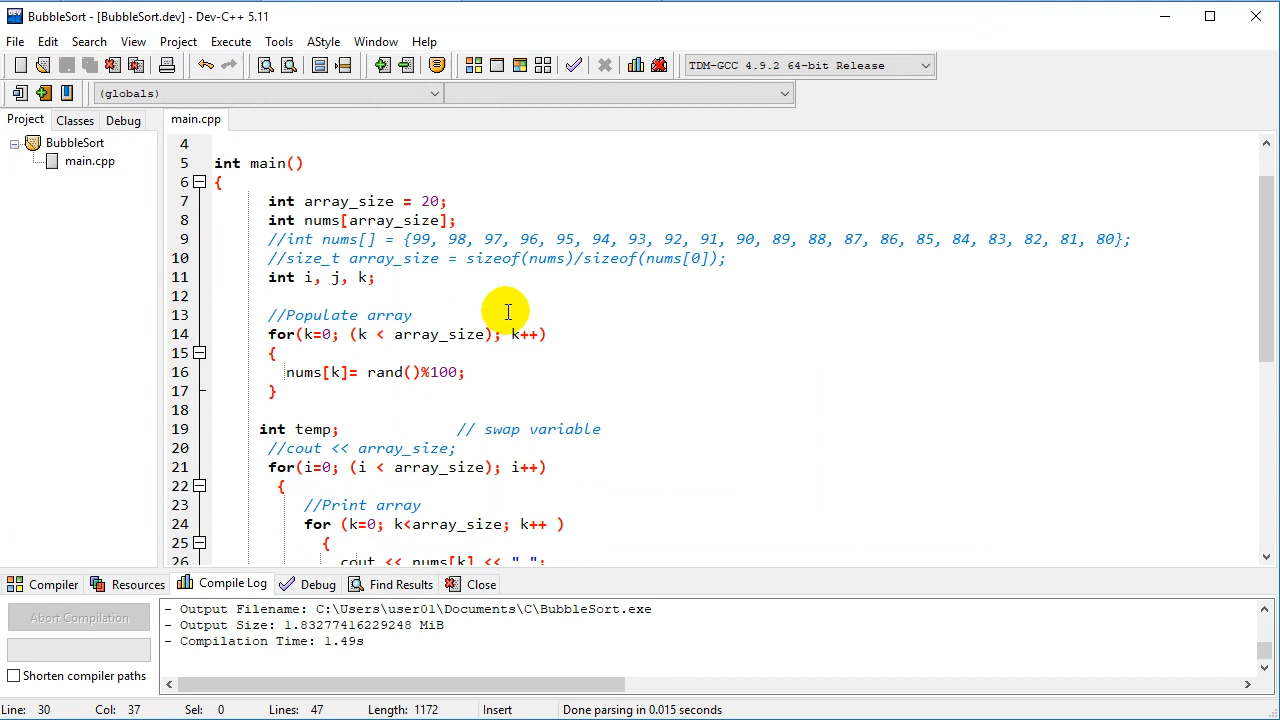 BubbleSort - [BubbleSort.dev] - Dev-C++ 5.11
File Edit Search View Project Execute Tools AStyle Window Help
TDM-GCC 4.9.2 64-bit Release
(globals)
Project Classes Debug main.cpp
BubbleSort
main.cpp
4
5 int main()
6 {
7 int array_size = 20;
8 int nums[array_size];
9 //int nums[] = {99, 98, 97, 96, 95, 94, 93, 92, 91, 90, 89, 88, 87, 86, 85, 84, 83, 82, 81, 80};
10 //size_t array_size = sizeof(nums)/sizeof(nums[0]);
11 int i, j, k;
12
13 //Populate array
14 for(k=0; (k < array_size); k++)
15 {
16 nums[k]= rand()%100;
17 }
18
19 int temp; // swap variable
20 //cout << array_size;
21 for(i=0; (i < array_size); i++)
22 {
23 //Print array
24 for (k=0; k<array_size; k++ )
25 {
26 cout << nums[k] << " ";
Compiler Resources Compile Log Debug Find Results Close
Abort Compilation
Shorten compiler paths
- Output Filename: C:\Users\user01\Documents\C\BubbleSort.exe
- Output Size: 1.83277416229248 MiB
- Compilation Time: 1.49s
Line: 30 Col: 37 Sel: 0 Lines: 47 Length: 1172 Insert Done parsing in 0.015 seconds